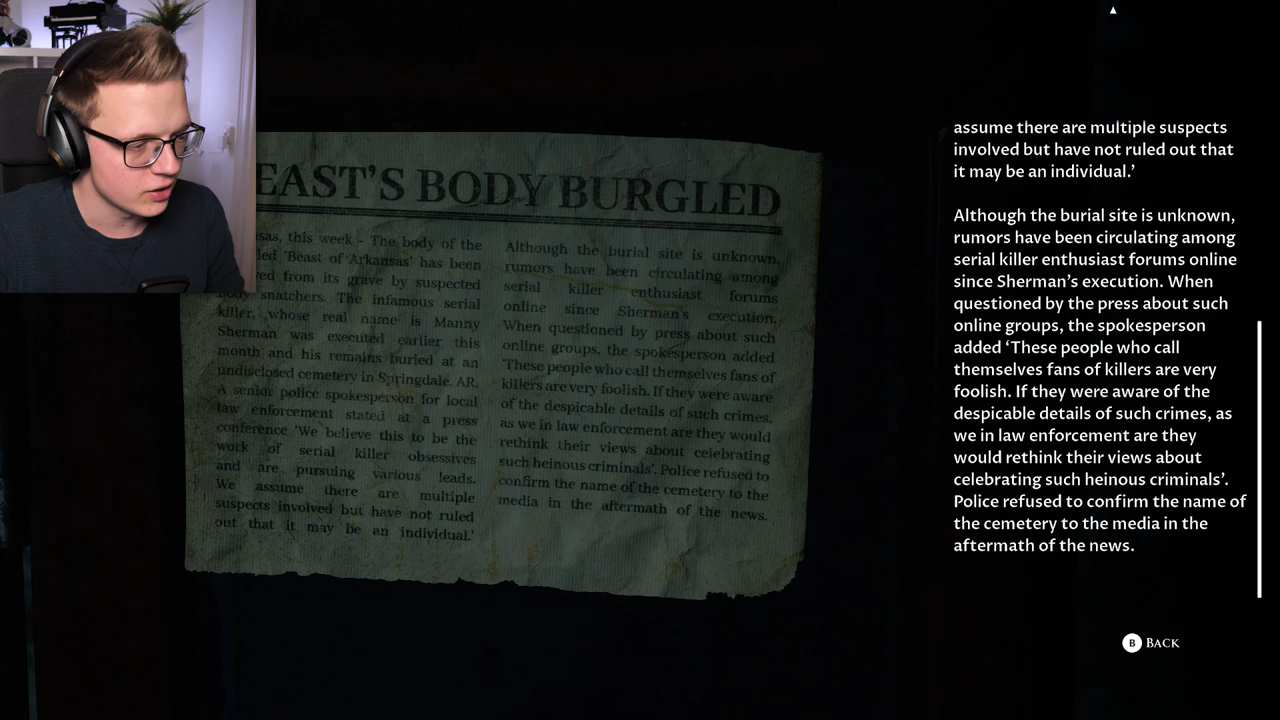 EAST'S BODY BURGLED
sas, this week - The body of the
led 'Beast of Arkansas' has been
ved from its grave by suspected
body snatchers. The infamous serial
killer, whose real name is Manny
Sherman was executed earlier this
month and his remains buried at an
undisclosed cemetery in Springdale, AR.
A senior police spokesperson for local
law enforcement stated at a press
conference 'We believe this to be the
work of serial killer obsessives
and are pursuing various leads.
We assume there are multiple
suspects involved but have not ruled
out that it may be an individual.'
Although the burial site is unknown,
rumors have been circulating among
serial killer enthusiast forums
online since Sherman's execution.
When questioned by press about such
online groups, the spokesperson added
'These people who call themselves fans of
killers are very foolish. If they were aware
of the despicable details of such crimes,
as we in law enforcement are they would
rethink their views about celebrating
such heinous criminals'. Police refused to
confirm the name of the cemetery to the
media in the aftermath of the news.
assume there are multiple suspects
involved but have not ruled out that
it may be an individual.’
Although the burial site is unknown,
rumors have been circulating among
serial killer enthusiast forums online
since Sherman’s execution. When
questioned by the press about such
online groups, the spokesperson
added ‘These people who call
themselves fans of killers are very
foolish. If they were aware of the
despicable details of such crimes, as
we in law enforcement are they
would rethink their views about
celebrating such heinous criminals’.
Police refused to confirm the name of
the cemetery to the media in the
aftermath of the news.
B BACK